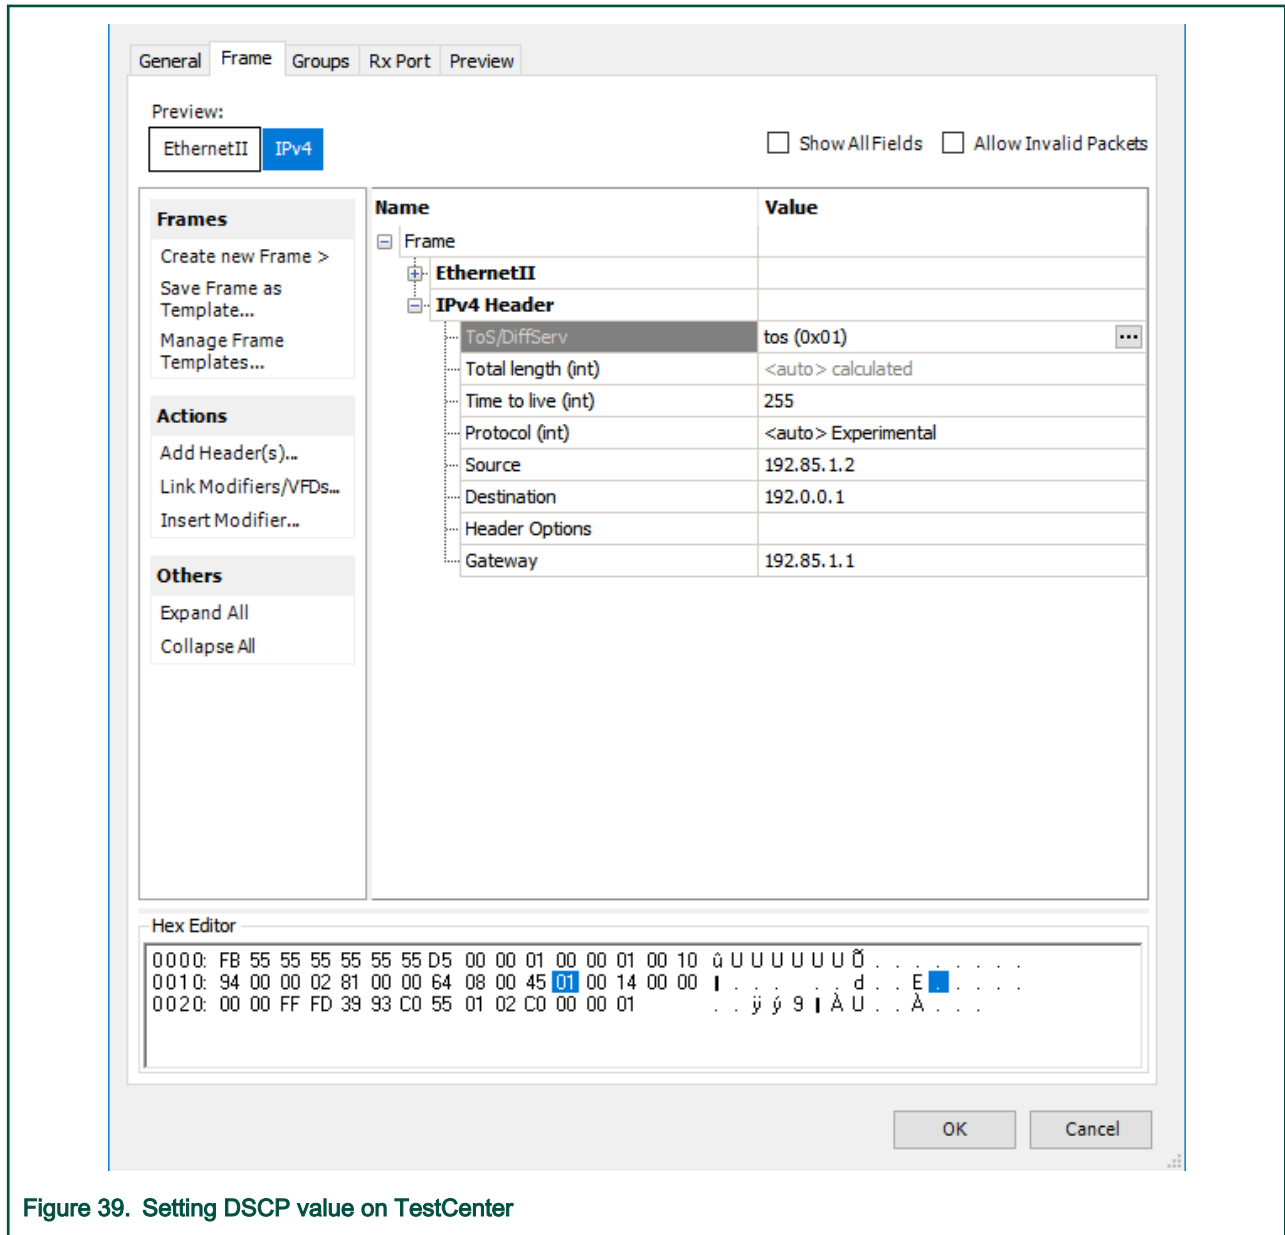 General Frame Groups Rx Port Preview
Preview:
EthernetII IPv4
Show All Fields Allow Invalid Packets
Frames
Create new Frame >
Save Frame as
Template...
Manage Frame
Templates...
Actions
Add Header(s)...
Link Modifiers/VFDs...
Insert Modifier...
Others
Expand All
Collapse All
Name Value
Frame
EthernetII
IPv4 Header
ToS/DiffServ tos (0x01) ...
Total length (int) <auto> calculated
Time to live (int) 255
Protocol (int) <auto> Experimental
Source 192.85.1.2
Destination 192.0.0.1
Header Options
Gateway 192.85.1.1
Hex Editor
0000: FB 55 55 55 55 55 55 D5 00 00 01 00 00 01 00 10 û U U U U U U Õ . . . . . . . .
0010: 94 00 00 02 81 00 00 64 08 00 45 01 00 14 00 00 . . . . d . . E . . . . .
0020: 00 00 FF FD 39 93 C0 55 01 02 C0 00 00 01 . . ÿ ý 9 À U . . À . . .
OK Cancel
Figure 39. Setting DSCP value on TestCenter